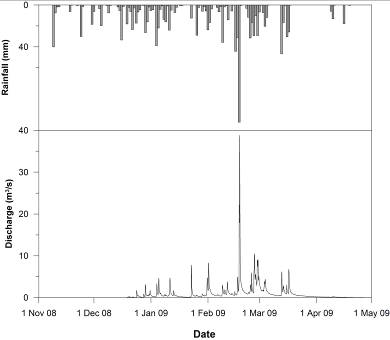 0
Rainfall (mm)
40
40
30
Discharge (m³/s)
20
10
0
1 Nov 08 1 Dec 08 1 Jan 09 1 Feb 09 1 Mar 09 1 Apr 09 1 May 09
Date